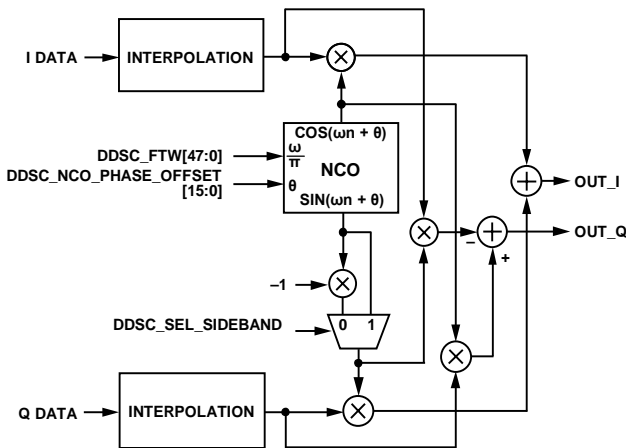 I DATA
INTERPOLATION
COS(ωn + θ)
DDSC_FTW[47:0]
ω
π
NCO
DDSC_NCO_PHASE_OFFSET
[15:0]
θ
SIN(ωn + θ)
OUT_I
OUT_Q
–
+
–1
0 1
DDSC_SEL_SIDEBAND
Q DATA
INTERPOLATION